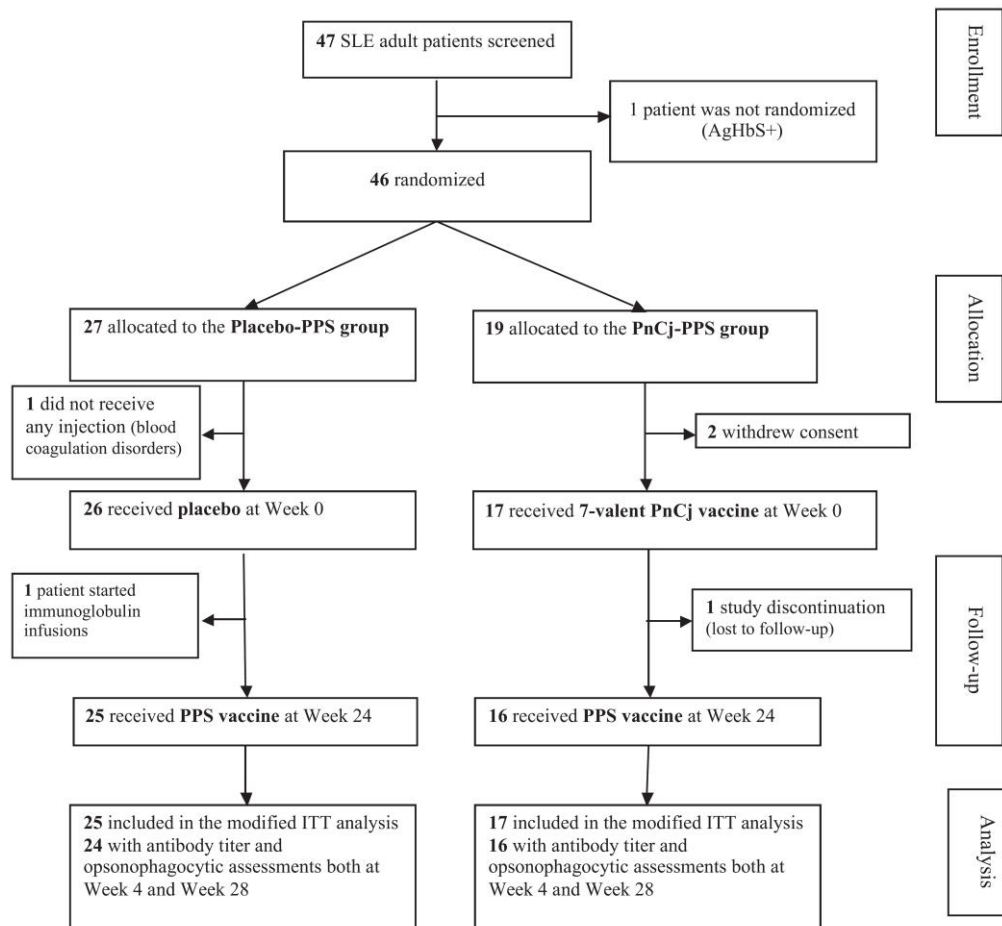 47 SLE adult patients screened
Enrollment
1 patient was not randomized
(AgHbS+)
46 randomized
27 allocated to the Placebo-PPS group
19 allocated to the PnCj-PPS group
Allocation
1 did not receive
any injection (blood
coagulation disorders)
2 withdrew consent
26 received placebo at Week 0
17 received 7-valent PnCj vaccine at Week 0
1 patient started
immunoglobulin
infusions
1 study discontinuation
(lost to follow-up)
Follow-up
25 received PPS vaccine at Week 24
16 received PPS vaccine at Week 24
25 included in the modified ITT analysis
24 with antibody titer and
opsonophagocytic assessments both at
Week 4 and Week 28
17 included in the modified ITT analysis
16 with antibody titer and
opsonophagocytic assessments both at
Week 4 and Week 28
Analysis